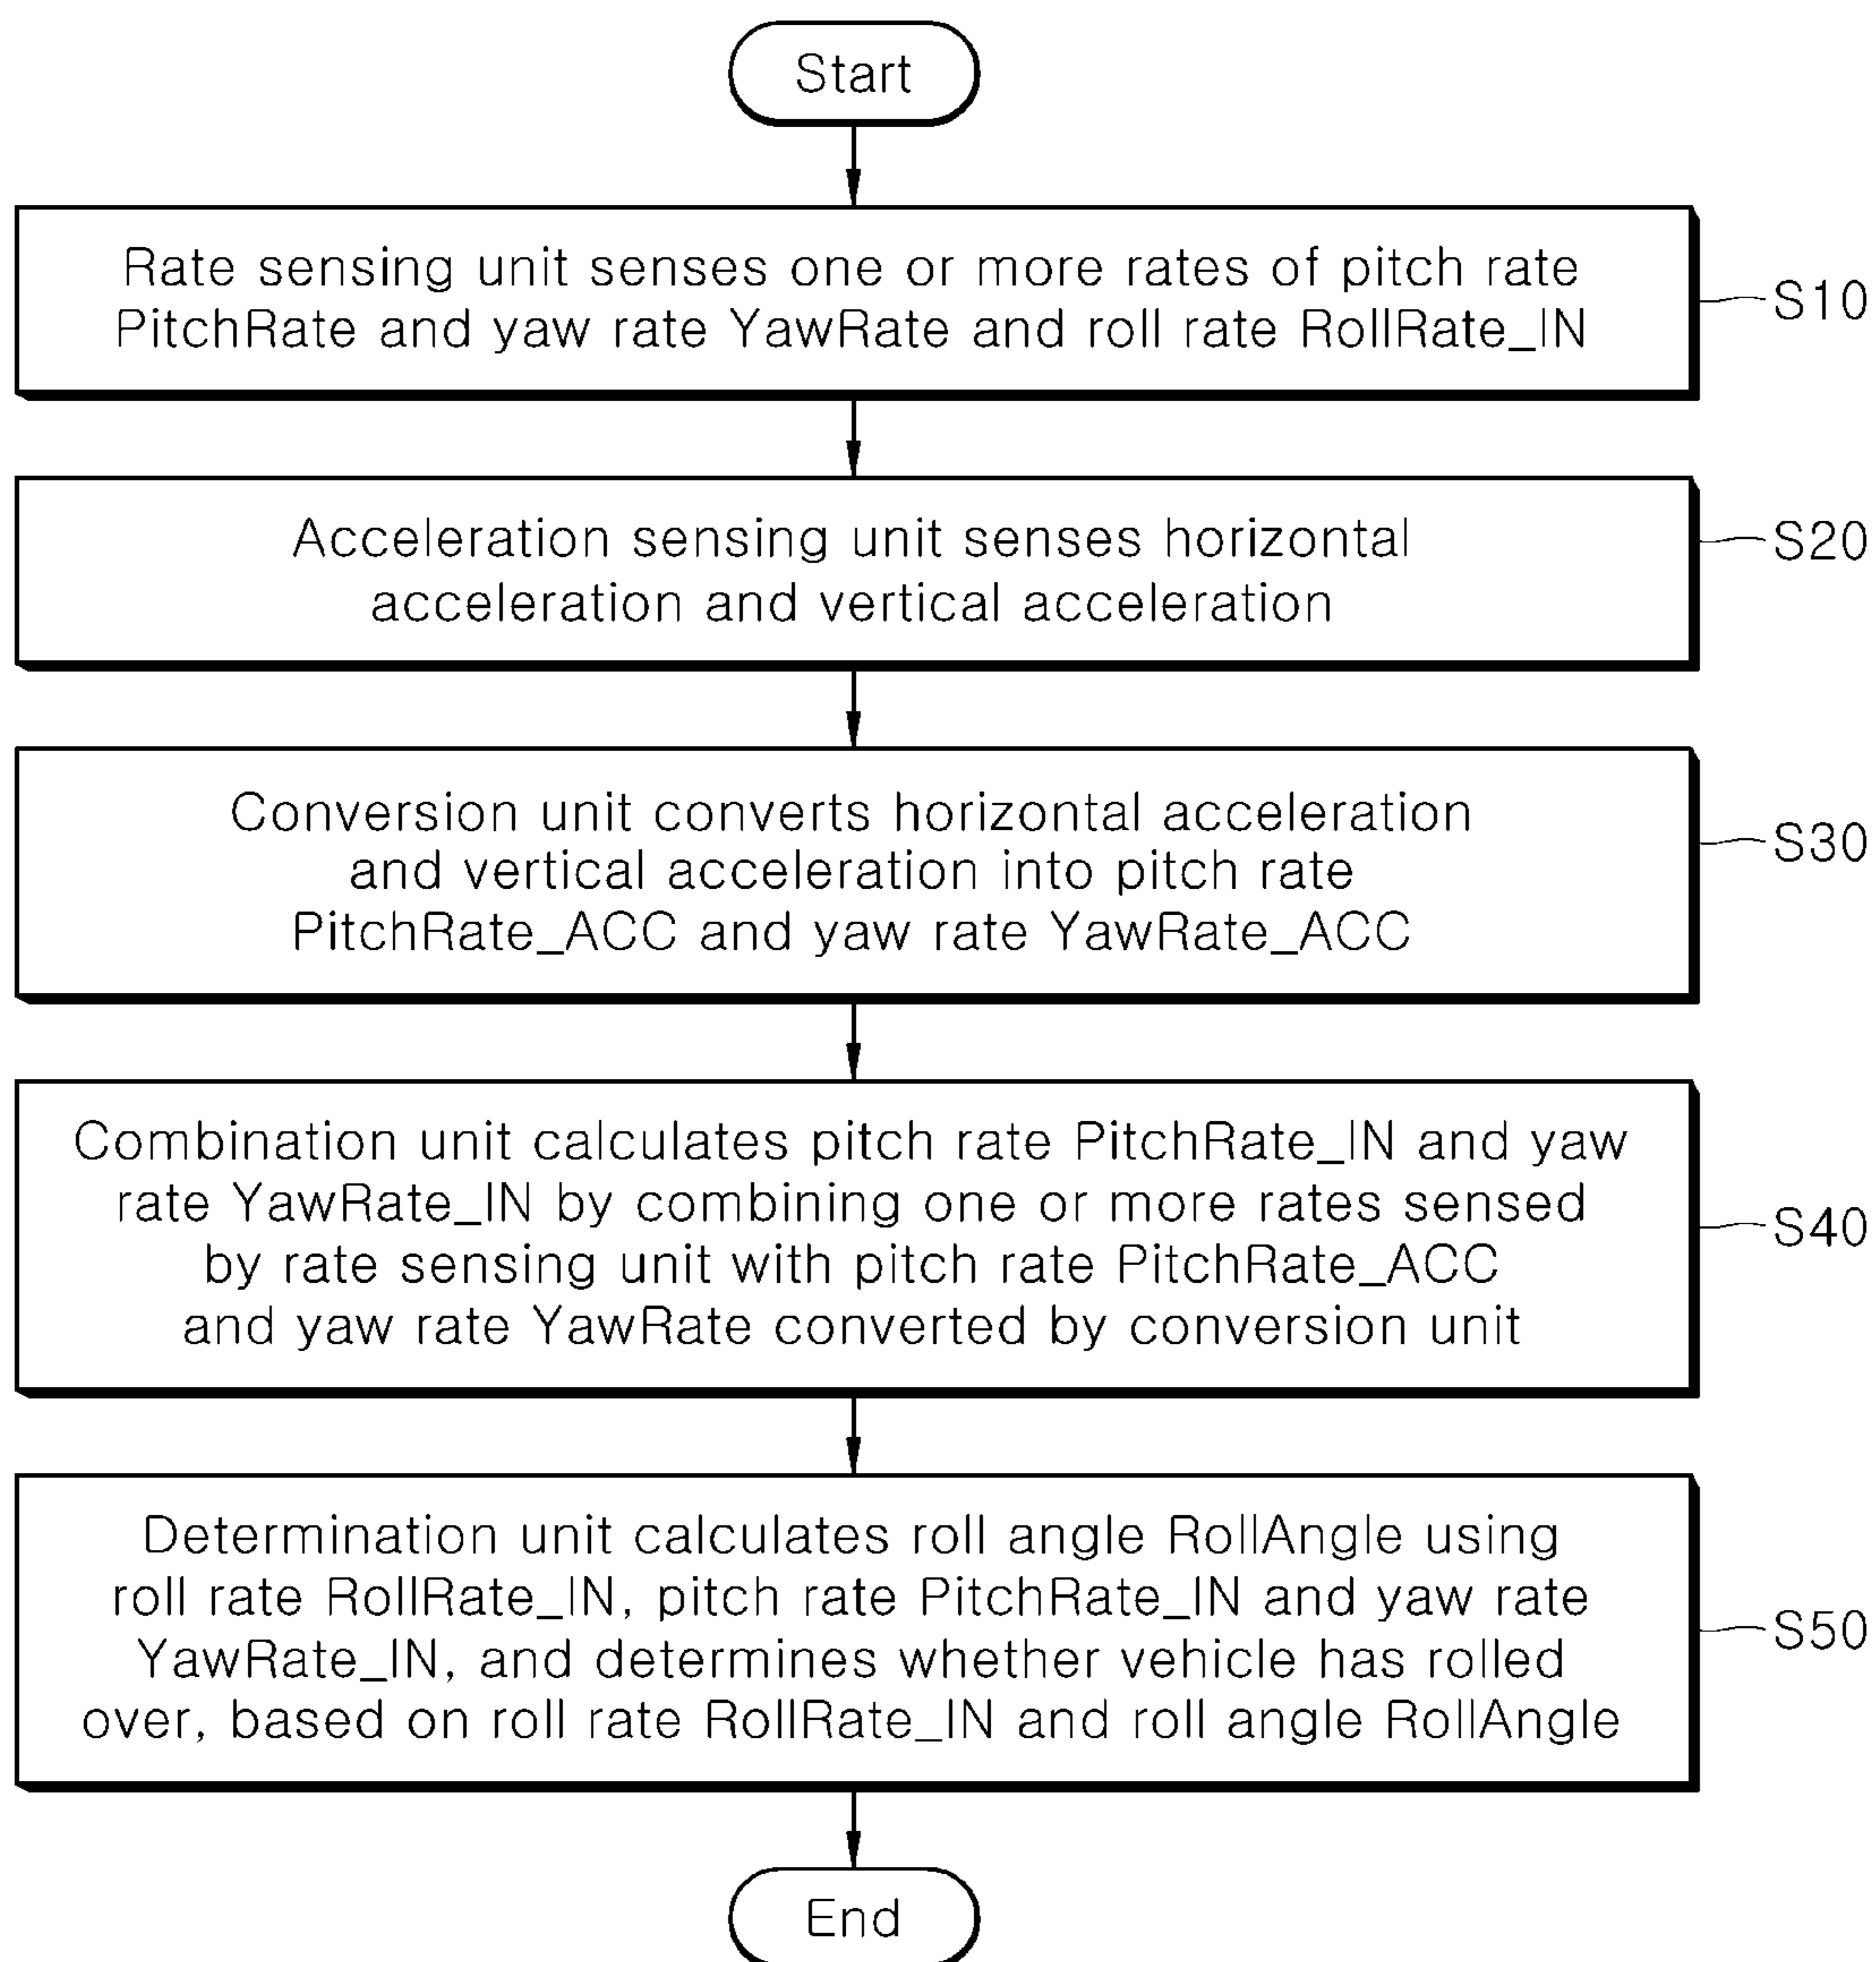 Start
Rate sensing unit senses one or more rates of pitch rate
PitchRate and yaw rate YawRate and roll rate RollRate_IN
S10
Acceleration sensing unit senses horizontal
acceleration and vertical acceleration
S20
Conversion unit converts horizontal acceleration
and vertical acceleration into pitch rate
PitchRate_ACC and yaw rate YawRate_ACC
S30
Combination unit calculates pitch rate PitchRate_IN and yaw
rate YawRate_IN by combining one or more rates sensed
by rate sensing unit with pitch rate PitchRate_ACC
and yaw rate YawRate converted by conversion unit
S40
Determination unit calculates roll angle RollAngle using
roll rate RollRate_IN, pitch rate PitchRate_IN and yaw rate
YawRate_IN, and determines whether vehicle has rolled
over, based on roll rate RollRate_IN and roll angle RollAngle
S50
End